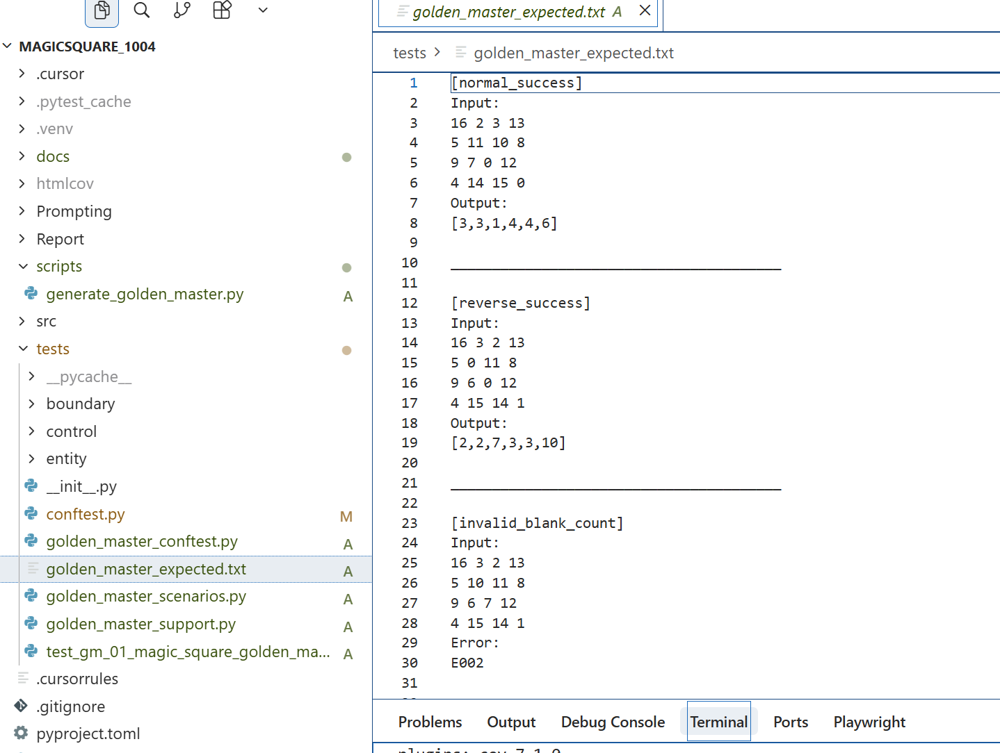 MAGICSQUARE_1004
.cursor
.pytest_cache
.venv
docs
htmlcov
Prompting
Report
scripts
generate_golden_master.py A
src
tests
__pycache__
boundary
control
entity
__init__.py
conftest.py M
golden_master_conftest.py A
golden_master_expected.txt A
golden_master_scenarios.py A
golden_master_support.py A
test_gm_01_magic_square_golden_ma... A
.cursorrules
.gitignore
pyproject.toml
golden_master_expected.txt A
tests > golden_master_expected.txt
1 [normal_success]
2 Input:
3 16 2 3 13
4 5 11 10 8
5 9 7 0 12
6 4 14 15 0
7 Output:
8 [3,3,1,4,4,6]
9
10 ________________________________________
11
12 [reverse_success]
13 Input:
14 16 3 2 13
15 5 0 11 8
16 9 6 0 12
17 4 15 14 1
18 Output:
19 [2,2,7,3,3,10]
20
21 ________________________________________
22
23 [invalid_blank_count]
24 Input:
25 16 3 2 13
26 5 10 11 8
27 9 6 7 12
28 4 15 14 1
29 Error:
30 E002
31
Problems Output Debug Console Terminal Ports Playwright
plugins: cov-7.1.0